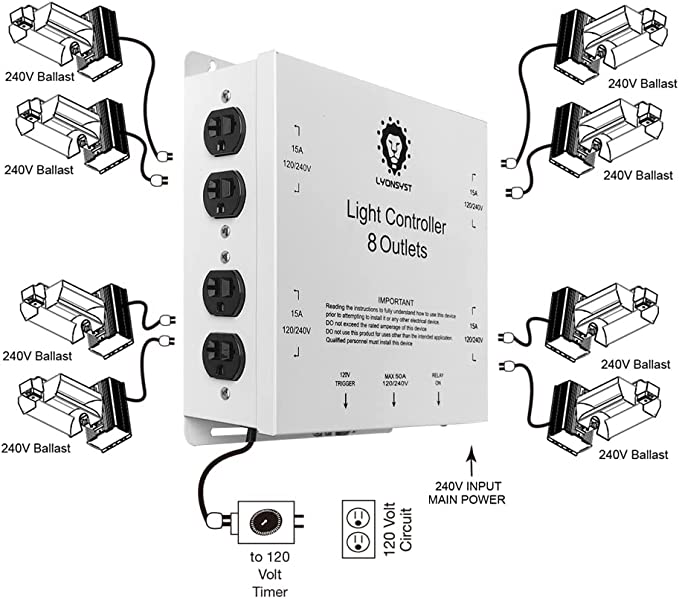 240V Ballast
240V Ballast
240V Ballast
240V Ballast
LYONSYST
Light Controller
8 Outlets
15A
120/240V
15A
120/240V
15A
120/240V
15A
120/240V
IMPORTANT
Reading the instructions to fully understand how to use this device
prior to attempting to install it or any other electrical device.
DO not exceed the rated amperage of this device
DO not use this product for uses other than the intended application.
Qualified personnel must install this device
120V
TRIGGER
MAX 50A
120/240V
RELAY
ON
240V Ballast
240V Ballast
240V Ballast
240V Ballast
240V INPUT
MAIN POWER
to 120
Volt
Timer
120 Volt
Circuit